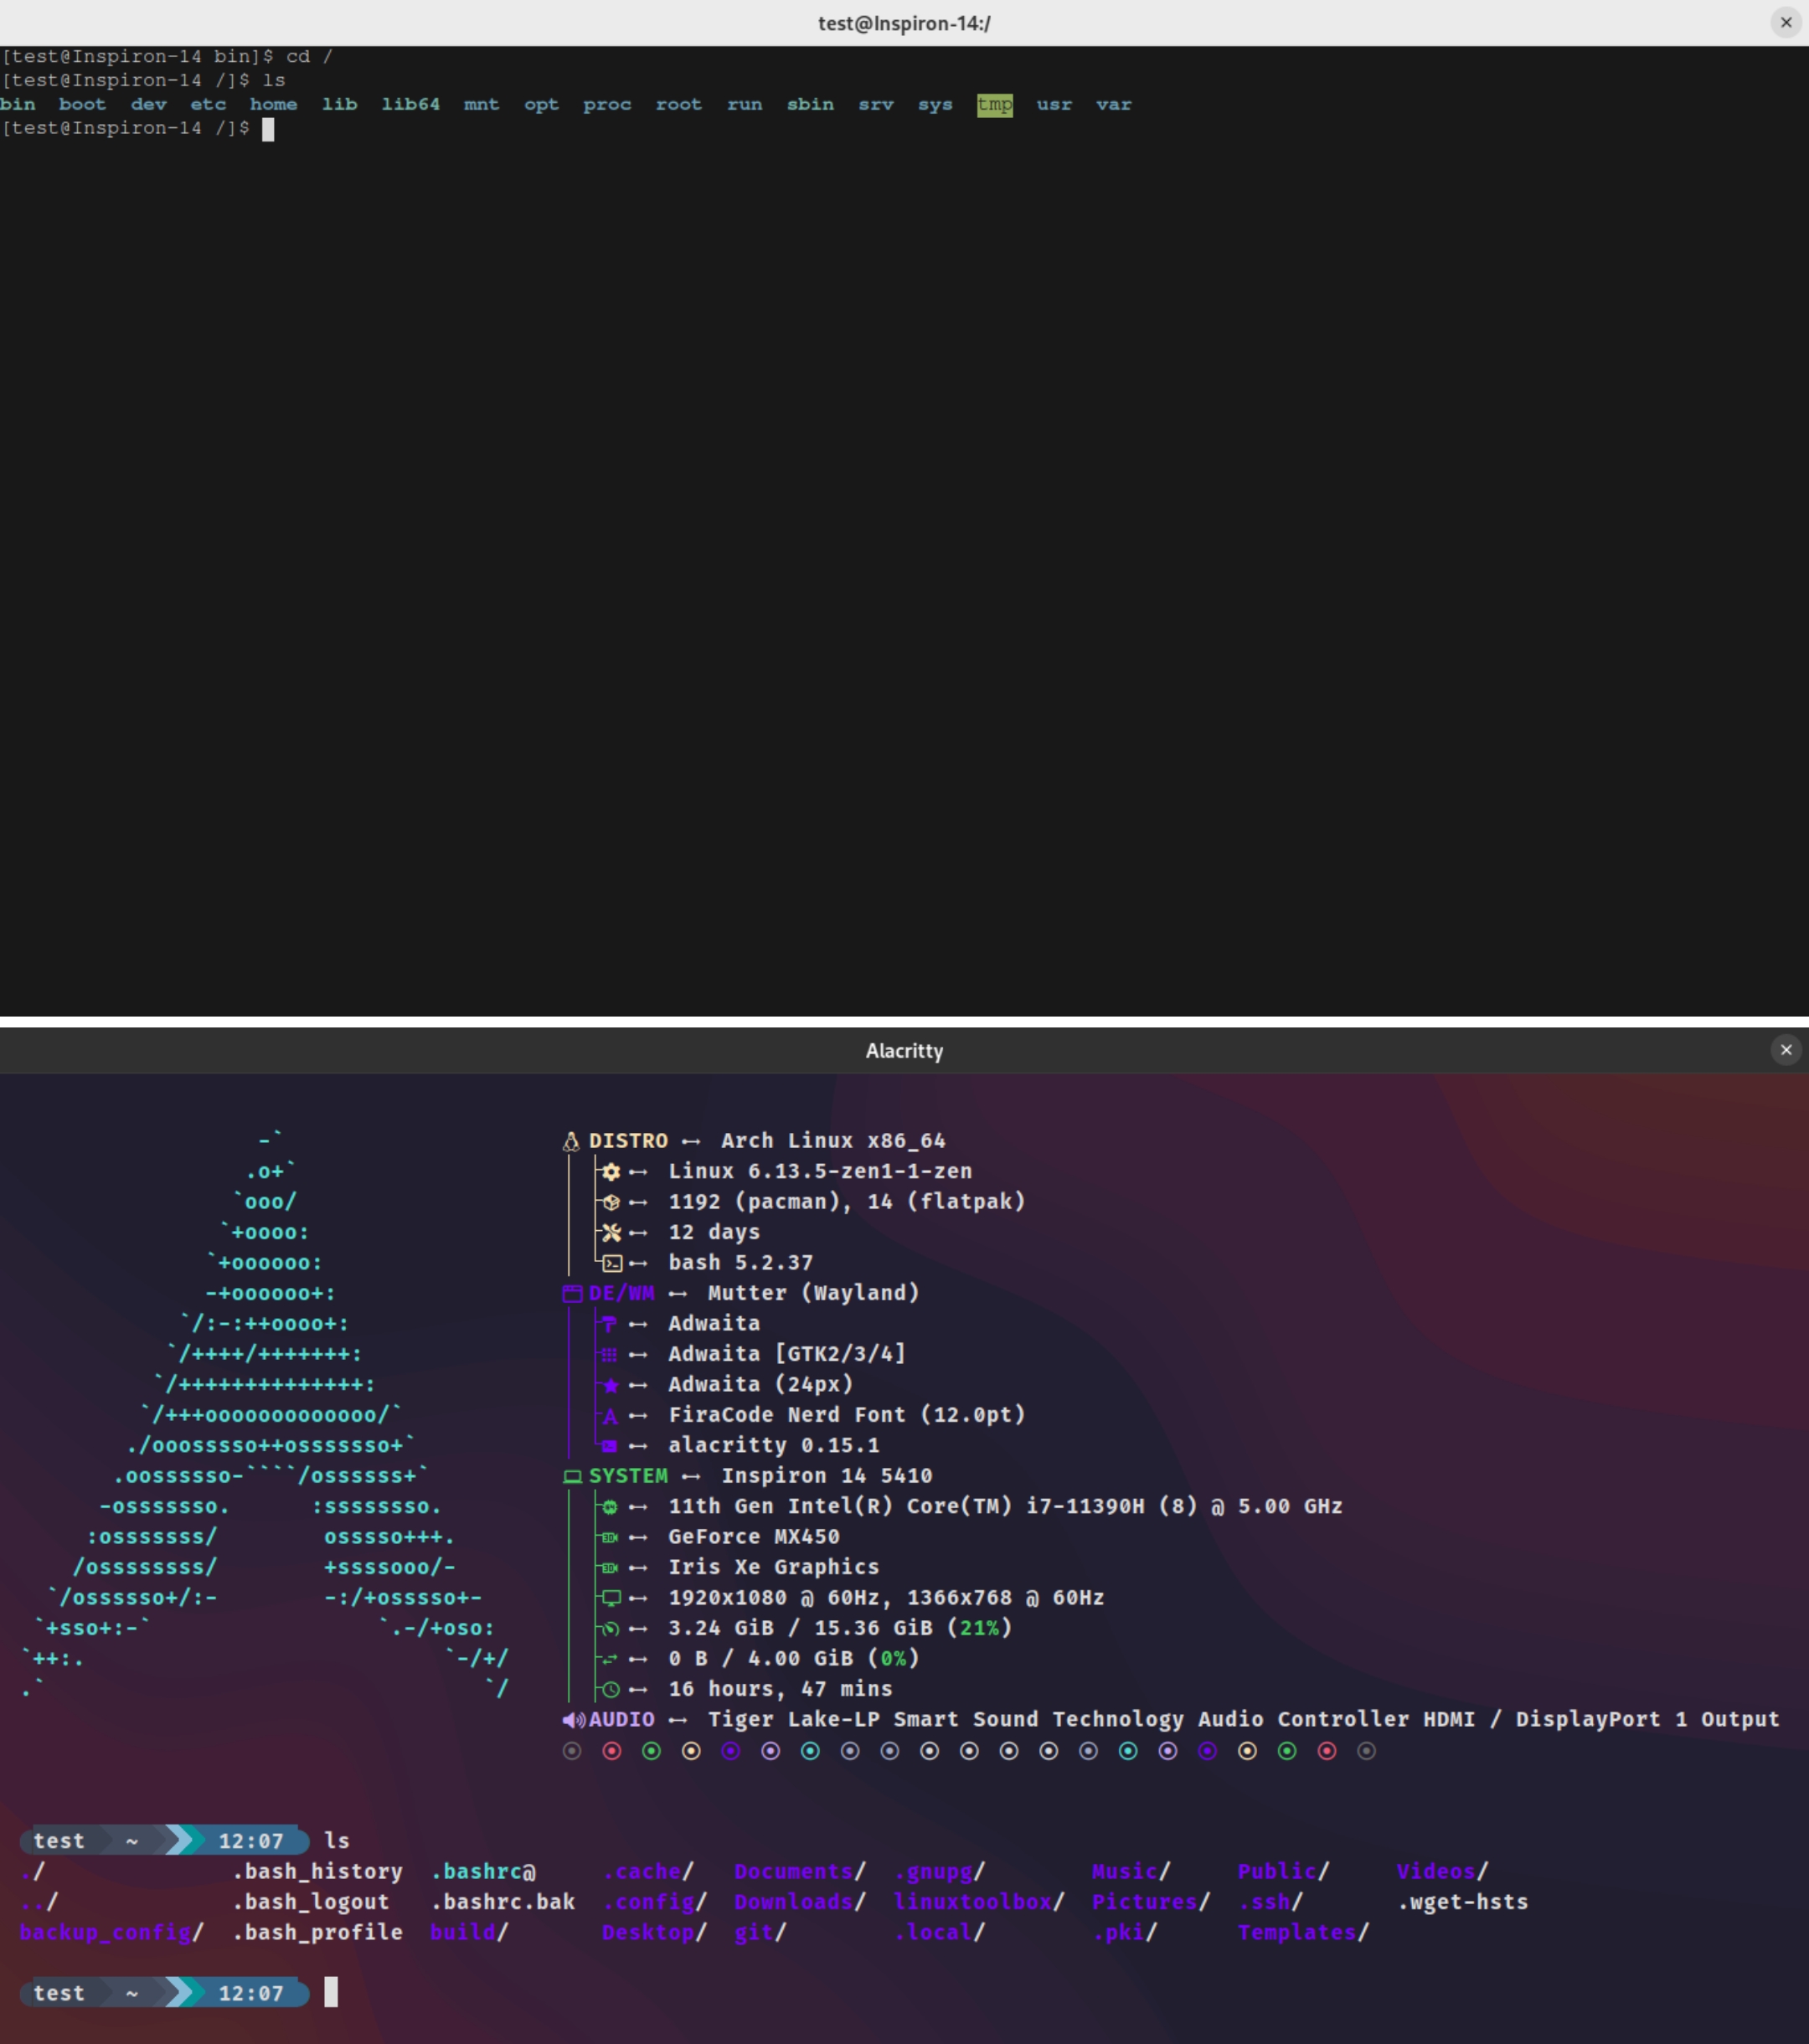 test@Inspiron-14:/
[test@Inspiron-14 bin]$ cd /
[test@Inspiron-14 /]$ ls
bin  boot  dev  etc  home  lib  lib64  mnt  opt  proc  root  run  sbin  srv  sys  tmp  usr  var
[test@Inspiron-14 /]$
Alacritty
-`
.o+`
`ooo/
`+oooo:
`+oooooo:
-+oooooo+:
`/:-:++oooo+:
`/++++/+++++++:
`/++++++++++++++:
`/+++ooooooooooooo/`
./ooosssso++osssssso+`
.oossssso-````/ossssss+`
-osssssso.      :ssssssso.
:osssssss/        osssso+++.
/ossssssss/        +ssssooo/-
`/ossssso+/:-        -:/+osssso+-
`+sso+:-`                 `.-/+oso:
`++:.                           `-/+/
.`                                 `/
DISTRO Arch Linux x86_64
Linux 6.13.5-zen1-1-zen
1192 (pacman), 14 (flatpak)
12 days
bash 5.2.37
DE/WM Mutter (Wayland)
Adwaita
Adwaita [GTK2/3/4]
Adwaita (24px)
FiraCode Nerd Font (12.0pt)
alacritty 0.15.1
SYSTEM Inspiron 14 5410
11th Gen Intel(R) Core(TM) i7-11390H (8) @ 5.00 GHz
GeForce MX450
Iris Xe Graphics
1920x1080 @ 60Hz, 1366x768 @ 60Hz
3.24 GiB / 15.36 GiB (21%)
0 B / 4.00 GiB (0%)
16 hours, 47 mins
AUDIO Tiger Lake-LP Smart Sound Technology Audio Controller HDMI / DisplayPort 1 Output
test ~ 12:07 ls
./ .bash_history .bashrc@ .cache/ Documents/ .gnupg/ Music/ Public/ Videos/
../ .bash_logout .bashrc.bak .config/ Downloads/ linuxtoolbox/ Pictures/ .ssh/ .wget-hsts
backup_config/ .bash_profile build/ Desktop/ git/ .local/ .pki/ Templates/
test ~ 12:07